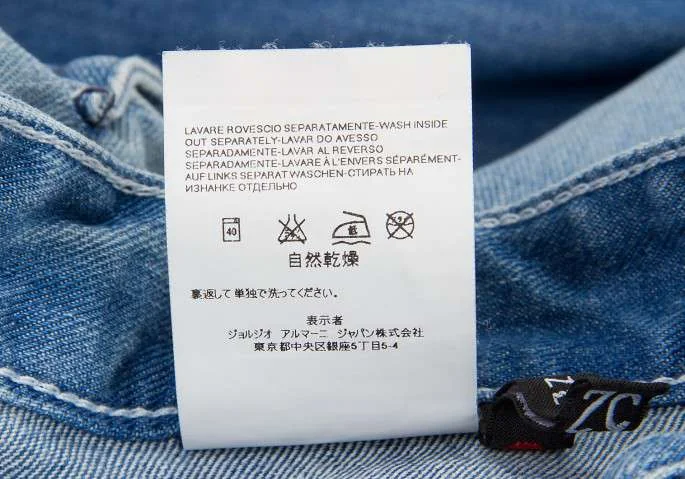 LAVARE ROVESCIO SEPARATAMENTE-WASH INSIDE
OUT SEPARATELY-LAVAR DO AVESSO
SEPARADAMENTE-LAVAR AL REVERSO
SEPARADAMENTE-LAVARE À L'ENVERS SÉPARÉMENT-
AUF LINKS SEPARAT WASCHEN-СТИРАТЬ НА
ИЗНАНКЕ ОТДЕЛЬНО
40 低
自然乾燥
裏返して単独で洗ってください。
表示者
ジョルジオ アルマーニ ジャパン株式会社
東京都中央区銀座5丁目5-4